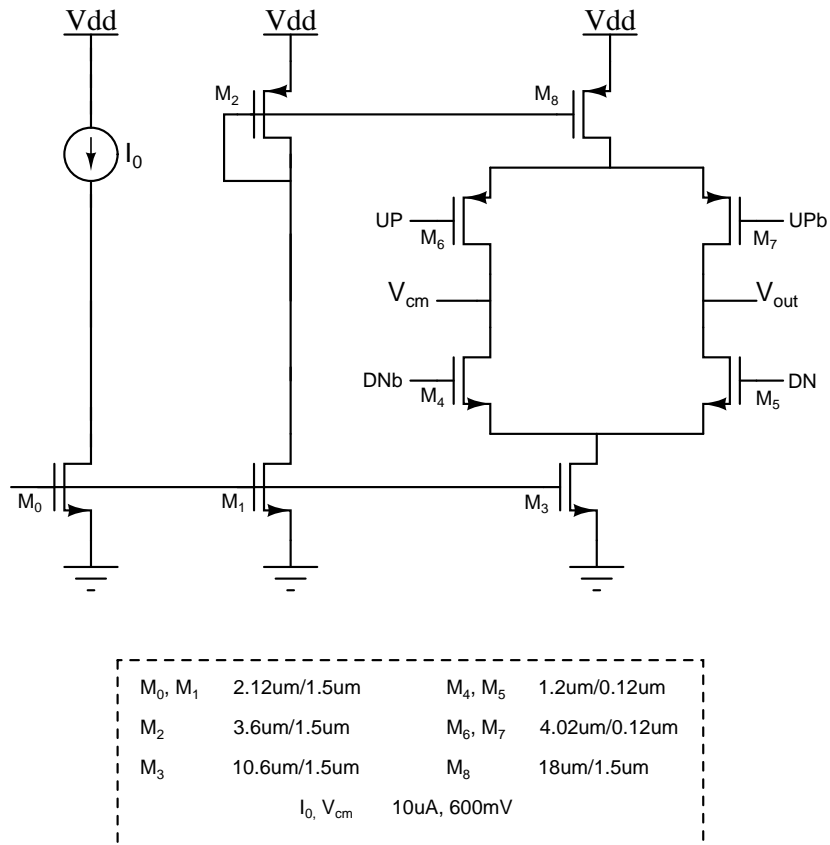 Vdd Vdd Vdd
M2 M8
I0
UP M6 M7 UPb
Vcm Vout
DNb M4 M5 DN
M0 M1 M3
M0, M1 2.12um/1.5um M4, M5 1.2um/0.12um
M2 3.6um/1.5um M6, M7 4.02um/0.12um
M3 10.6um/1.5um M8 18um/1.5um
I0, Vcm 10uA, 600mV